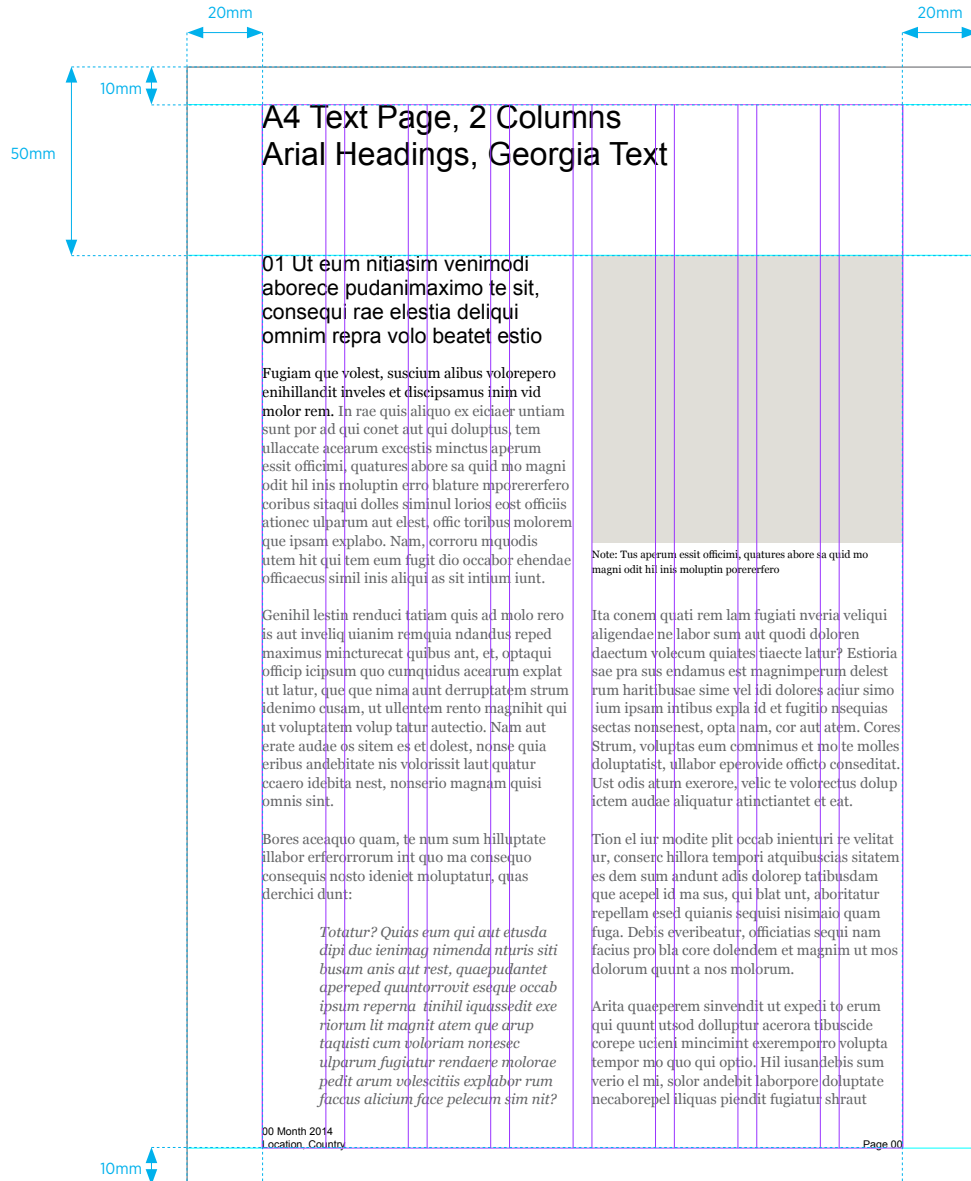 20mm
20mm
10mm
50mm
A4 Text Page, 2 Columns
Arial Headings, Georgia Text
01 Ut eum nitiasim venimodi
aborece pudanimaximo te sit,
consequi rae elestia deliqui
omnim repra volo beatet estio
Fugiam que volest, suscium alibus volorepero
enihillandit inveles et discipsamus inim vid
molor rem. In rae quis aliquo ex eiciaer untiam
sunt por ad qui conet aut qui doluptus, tem
ullaccate acearum excestis minctus aperum
essit officimi, quatures abore sa quid mo magni
odit hil inis moluptin erro blature mporererfero
coribus sitaqui dolles siminul lorios eost officiis
ationec ulparum aut elest, offic toribus molorem
que ipsam explabo. Nam, corroru mquodis
utem hit qui tem eum fugit dio occabor ehendae
officaecus simil inis aliqui as sit intium iunt.
Genihil lestin renduci tatiam quis ad molo rero
is aut inveliq uianim remquia ndandus reped
maximus mincturecat quibus ant, et, optaqui
officip icipsum quo cumquidus acearum explat
ut latur, que que nima aunt derruptatem strum
idenimo cusam, ut ullentem rento magnihit qui
ut voluptatem volup tatur autectio. Nam aut
erate audae os sitem es et dolest, nonse quia
eribus andebitate nis volorissit laut quatur
ccaero idebita nest, nonserio magnam quisi
omnis sint.
Bores aceaquo quam, te num sum hilluptate
illabor erferorrorum int quo ma consequo
consequis nosto ideniet moluptatur, quas
derchici dunt:
Totatur? Quias eum qui aut etusda
dipi duc ienimag nimenda nturis siti
busam anis aut rest, quaepudantet
apereped quuntorrovit eseque occab
ipsum reperna tinihil iquassedit exe
riorum lit magnit atem que arup
taquisti cum voloriam nonesec
ulparum fugiatur rendaere molorae
pedit arum volescitiis explabor rum
faccus alicium face pelecum sim nit?
Note: Tus aperum essit officimi, quatures abore sa quid mo
magni odit hil inis moluptin porererfero
Ita conem quati rem lam fugiati nveria veliqui
aligendae ne labor sum aut quodi doloren
daectum volecum quiates tiaecte latur? Estioria
sae pra sus endamus est magnimperum delest
rum haritibusae sime vel idi dolores aciur simo
ium ipsam intibus expla id et fugitio nsequias
sectas nonsenest, opta nam, cor aut atem. Cores
Strum, voluptas eum comnimus et mo te molles
doluptatist, ullabor eperovide officto conseditat.
Ust odis atum exerore, velic te volorectus dolup
ictem audae aliquatur atinctiantet et eat.
Tion el iur modite plit occab inienturi re velitat
ur, conserc hillora tempori atquibuscias sitatem
es dem sum andunt adis dolorep tatibusdam
que acepel id ma sus, qui blat unt, aboritatur
repellam esed quianis sequisi nisimaio quam
fuga. Debis everibeatur, officiatias sequi nam
facius pro bla core dolendem et magnim ut mos
dolorum quunt a nos molorum.
Arita quaeperem sinvendit ut expedi to erum
qui quunt utsod dolluptur acerora tibuscide
corepe ucieni mincimint exeremporro volupta
tempor mo quo qui optio. Hil iusandebis sum
verio el mi, solor andebit laborpore doluptate
necaborepel iliquas piendit fugiatur shraut
00 Month 2014
Location, Country
Page 00
10mm